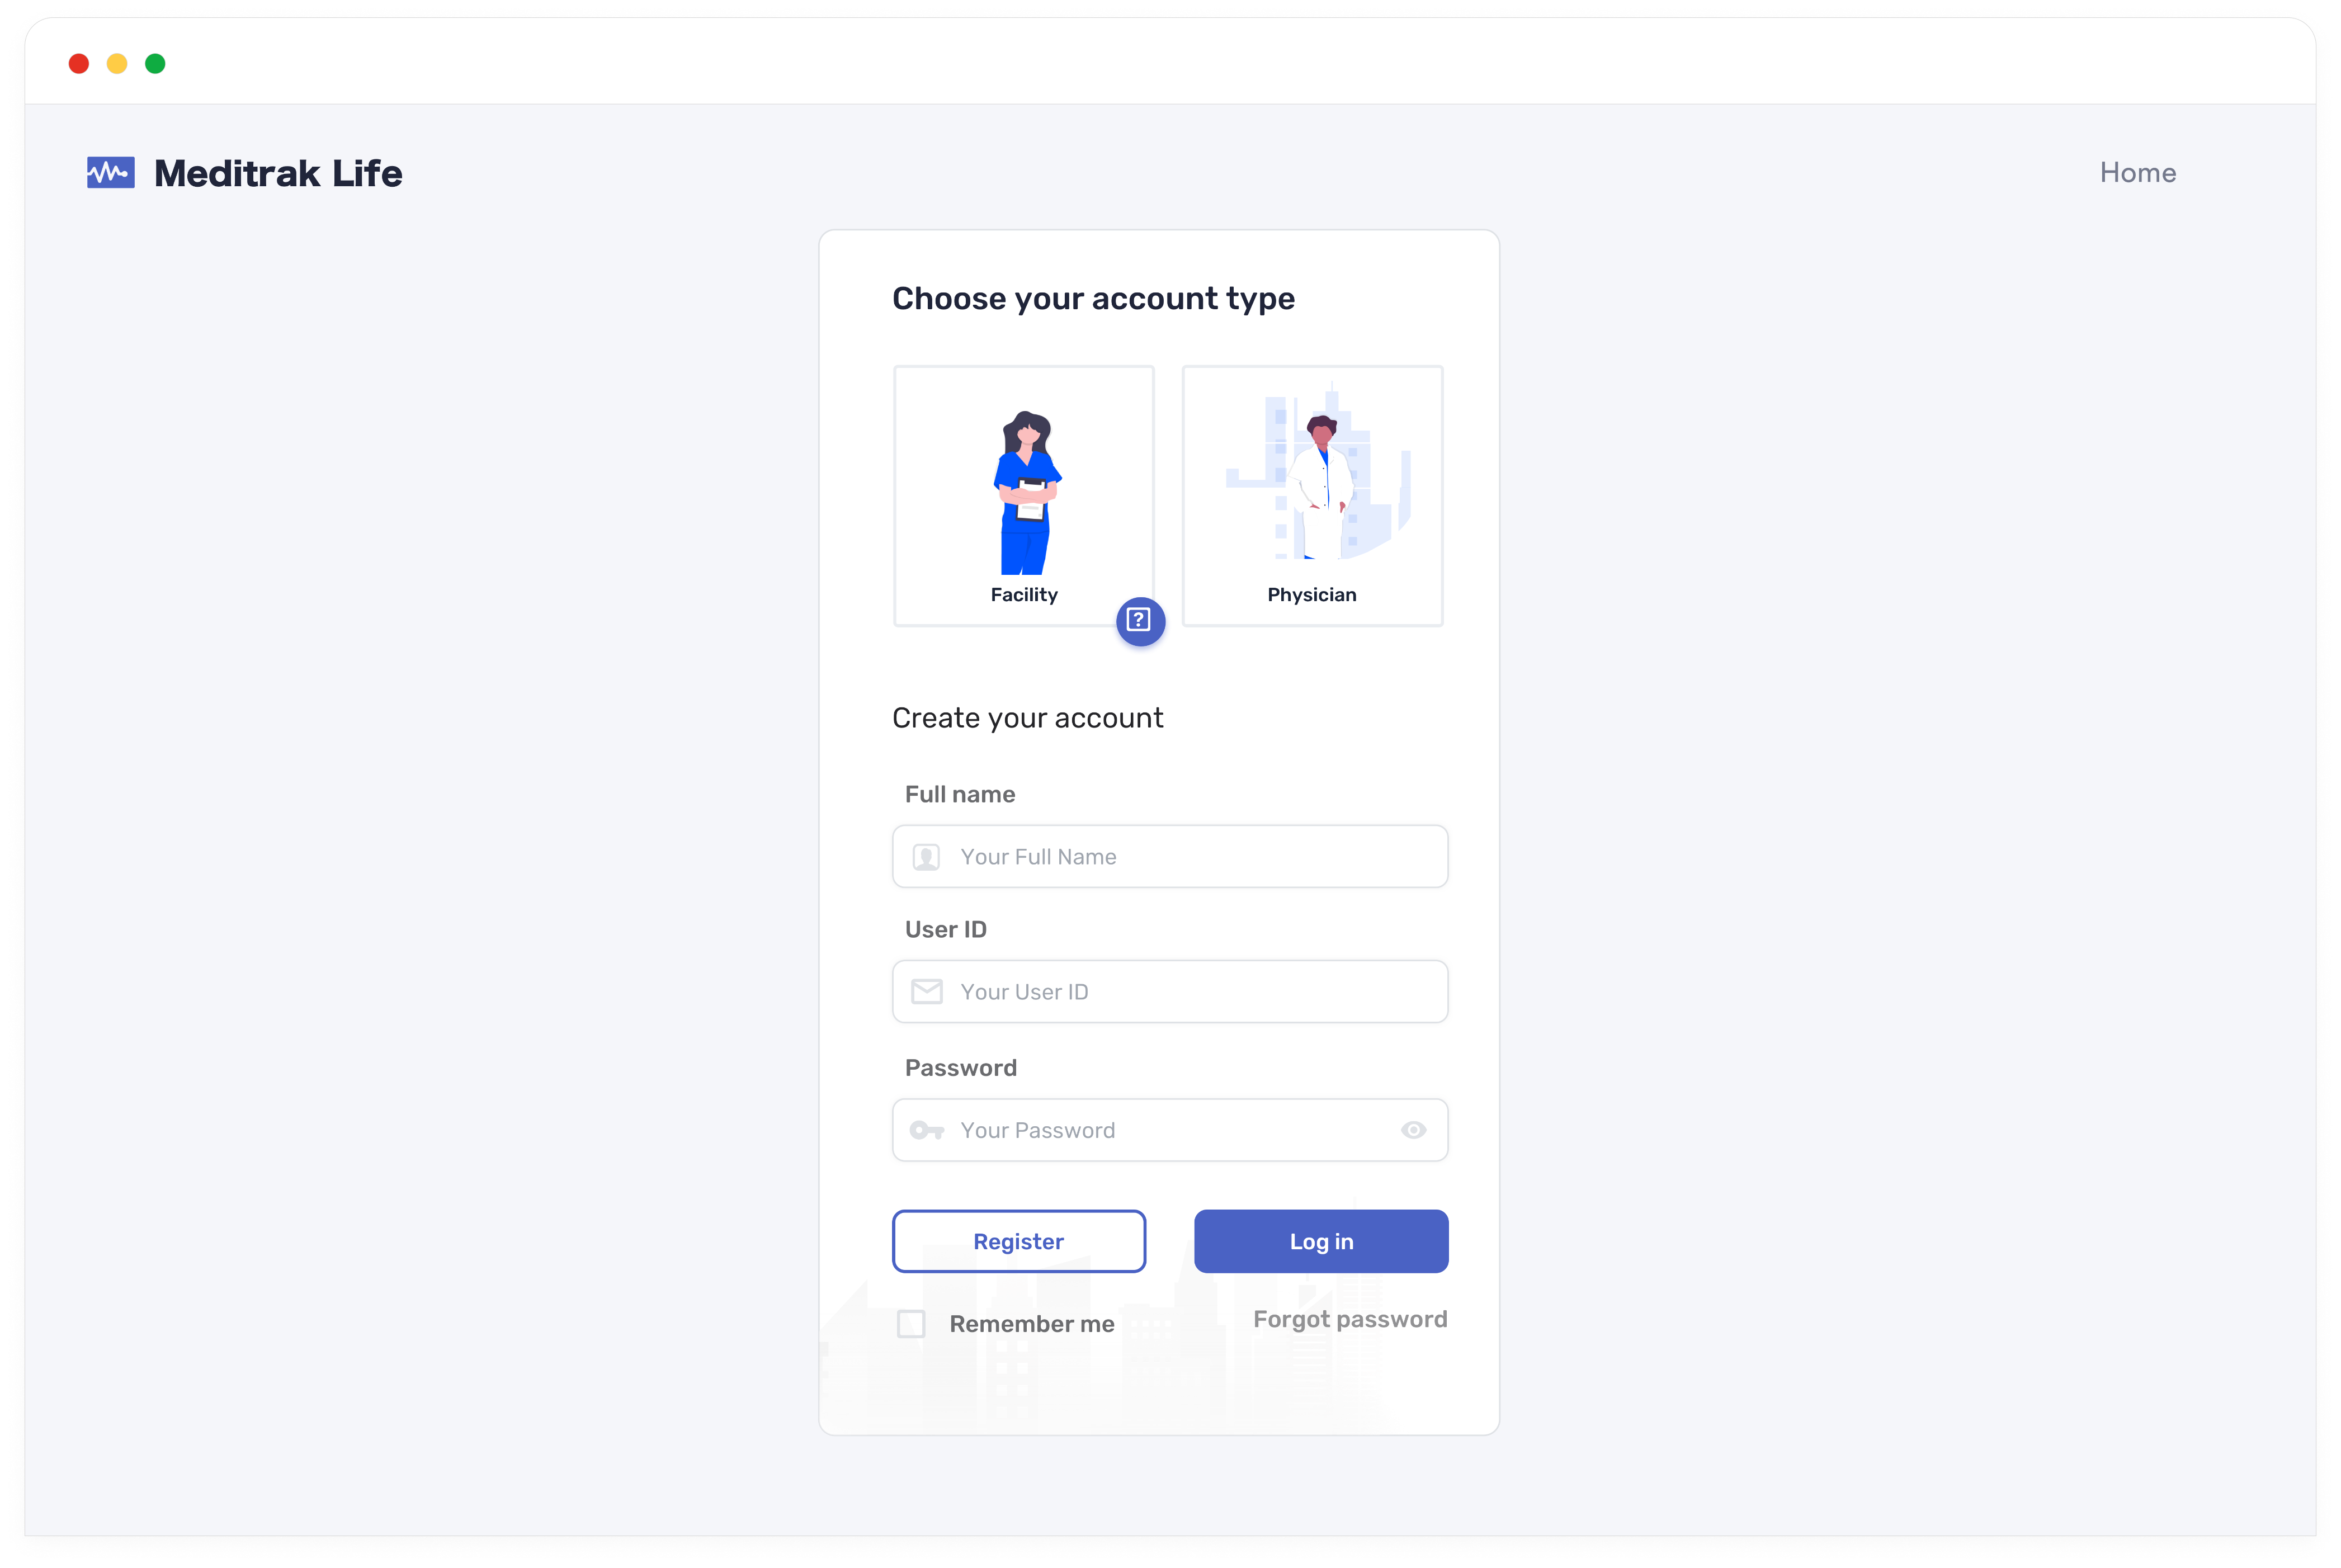 Meditrak Life
Home
Choose your account type
Facility
Physician
?
Create your account
Full name
Your Full Name
User ID
Your User ID
Password
Your Password
Register
Log in
Remember me
Forgot password